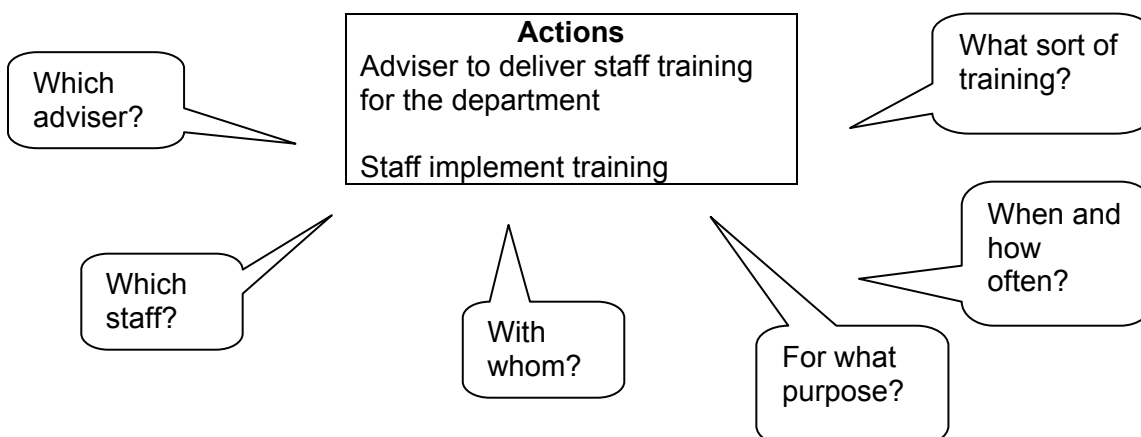 Actions
Adviser to deliver staff training
for the department
Staff implement training
Which
adviser?
What sort of
training?
Which
staff?
With
whom?
For what
purpose?
When and
how
often?